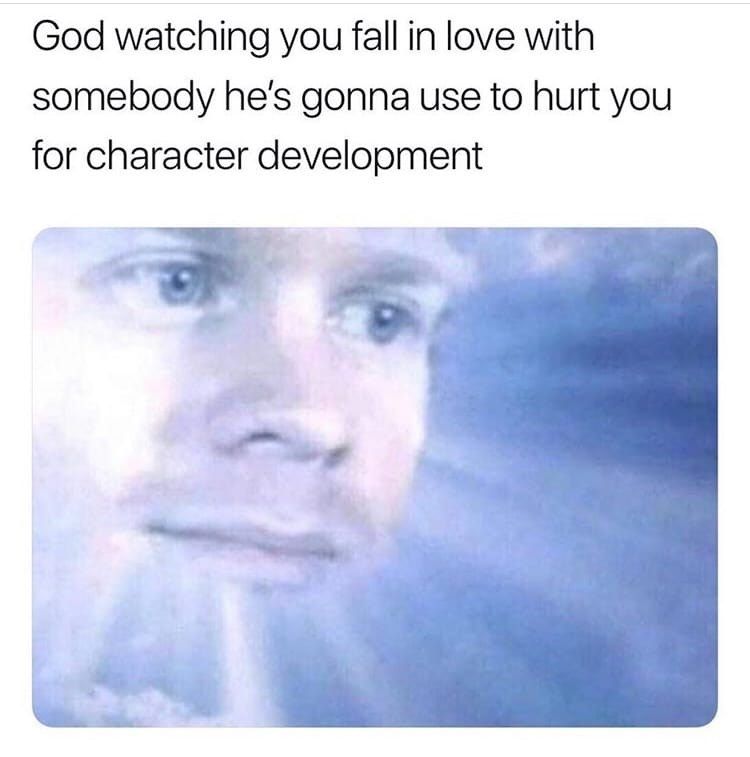 God watching you fall in love with
somebody he's gonna use to hurt you
for character development